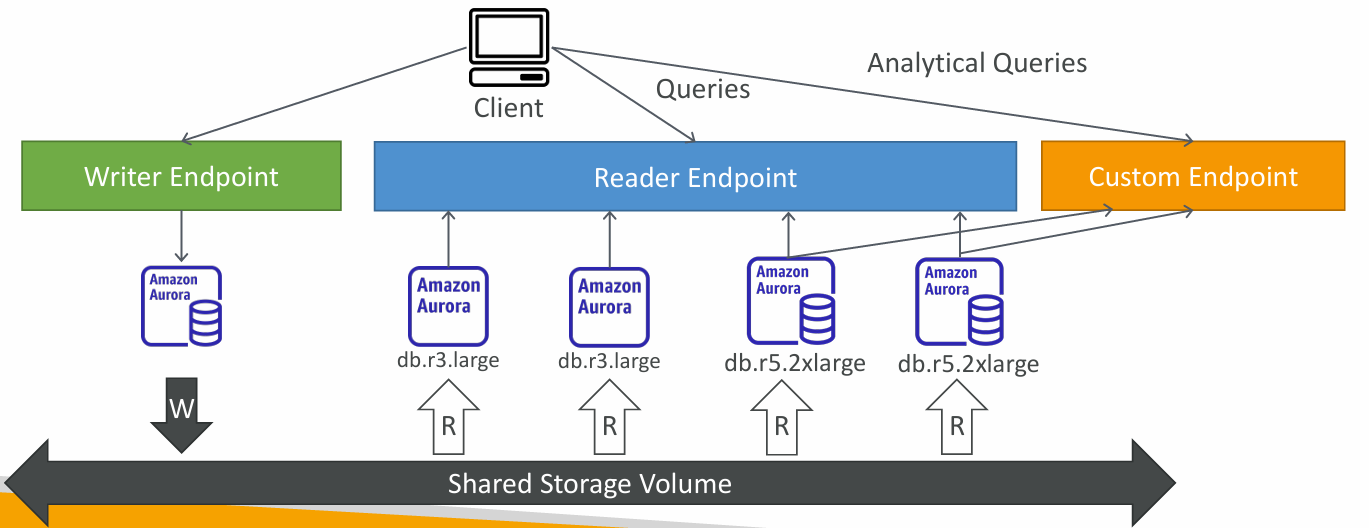 Analytical Queries
Queries
Client
Writer Endpoint
Reader Endpoint
Custom Endpoint
Amazon
Aurora
Amazon
Aurora
Amazon
Aurora
Amazon
Aurora
Amazon
Aurora
db.r3.large
db.r3.large
db.r5.2xlarge
db.r5.2xlarge
W
R
R
R
R
Shared Storage Volume